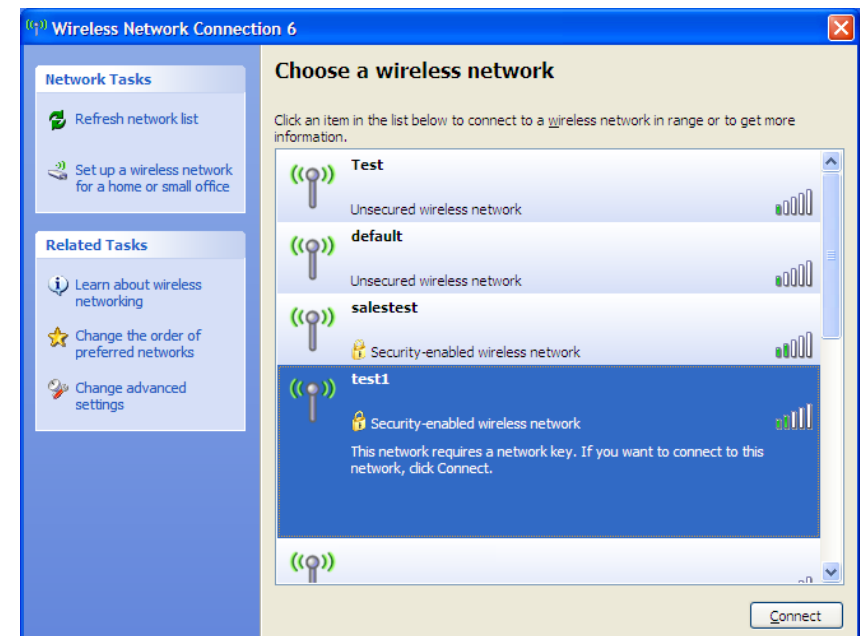 Wireless Network Connection 6
Network Tasks
Refresh network list
Set up a wireless network
for a home or small office
Related Tasks
Learn about wireless
networking
Change the order of
preferred networks
Change advanced
settings
Choose a wireless network
Click an item in the list below to connect to a wireless network in range or to get more
information.
Test
Unsecured wireless network
default
Unsecured wireless network
salestest
Security-enabled wireless network
test1
Security-enabled wireless network
This network requires a network key. If you want to connect to this
network, click Connect.
Connect